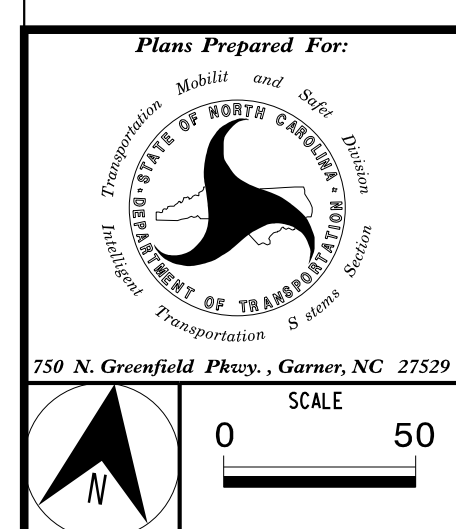 Plans Prepared For:
Transportation Mobilit and Safet Division
STATE OF NORTH CAROLINA
DEPARTMENT OF TRANSPORTATION
Intelligent Transportation S stems Section
750 N. Greenfield Pkwy. , Garner, NC 27529
N
SCALE
0 50